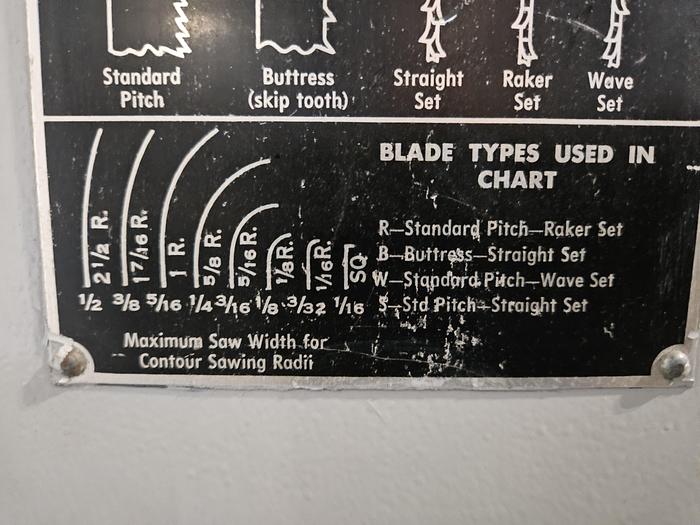 Standard
Pitch
Buttress
(skip tooth)
Straight
Set
Raker
Set
Wave
Set
2 1/2 R.
1 7/16 R.
1 R.
5/8 R.
5/16 R.
1/8 R.
1/16 R.
SQ.
1/2 3/8 5/16 1/4 3/16 1/8 3/32 1/16
Maximum Saw Width for
Contour Sawing Radii
BLADE TYPES USED IN
CHART
R—Standard Pitch—Raker Set
B—Buttress—Straight Set
W—Standard Pitch—Wave Set
S—Std Pitch—Straight Set